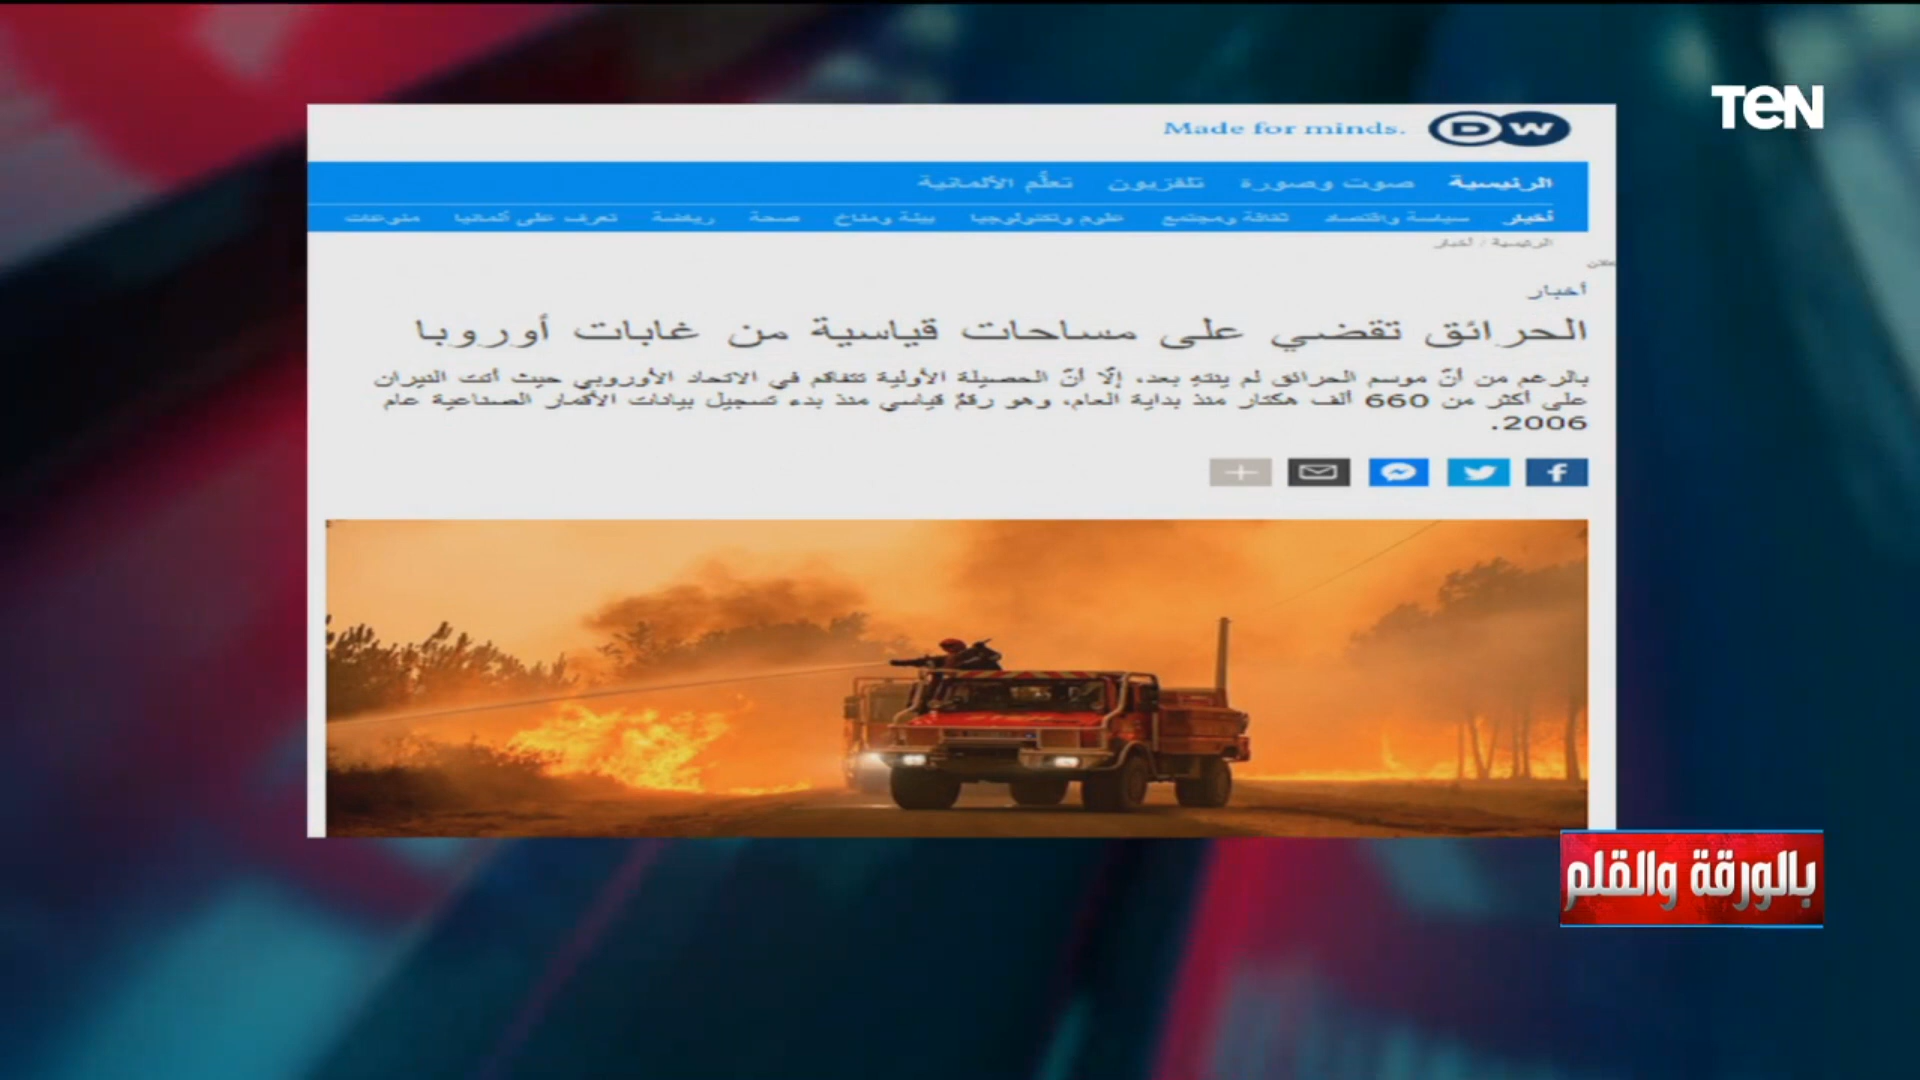 TEN
Made for minds. DW
الرئيسية صوت وصورة تلفزيون تعلَّم الألمانية
أخبار سياسة واقتصاد ثقافة ومجتمع علوم وتكنولوجيا بيئة ومناخ صحة رياضة تعرف على ألمانيا منوعات
الرئيسية / أخبار
أخبار
الحرائق تقضي على مساحات قياسية من غابات أوروبا
بالرغم من أنّ موسم الحرائق لم ينتهِ بعد، إلّا أنّ الحصيلة الأولية تتفاقم في الاتحاد الأوروبي حيث أتت النيران
على أكثر من 660 ألف هكتار منذ بداية العام، وهو رقمٌ قياسي منذ بدء تسجيل بيانات الأقمار الصناعية عام
2006.
بالورقة والقلم